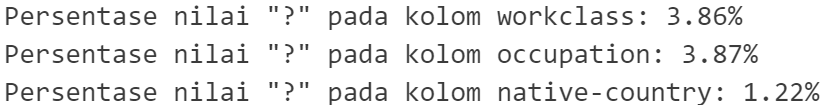 Persentase nilai "?" pada kolom workclass: 3.86%
Persentase nilai "?" pada kolom occupation: 3.87%
Persentase nilai "?" pada kolom native-country: 1.22%